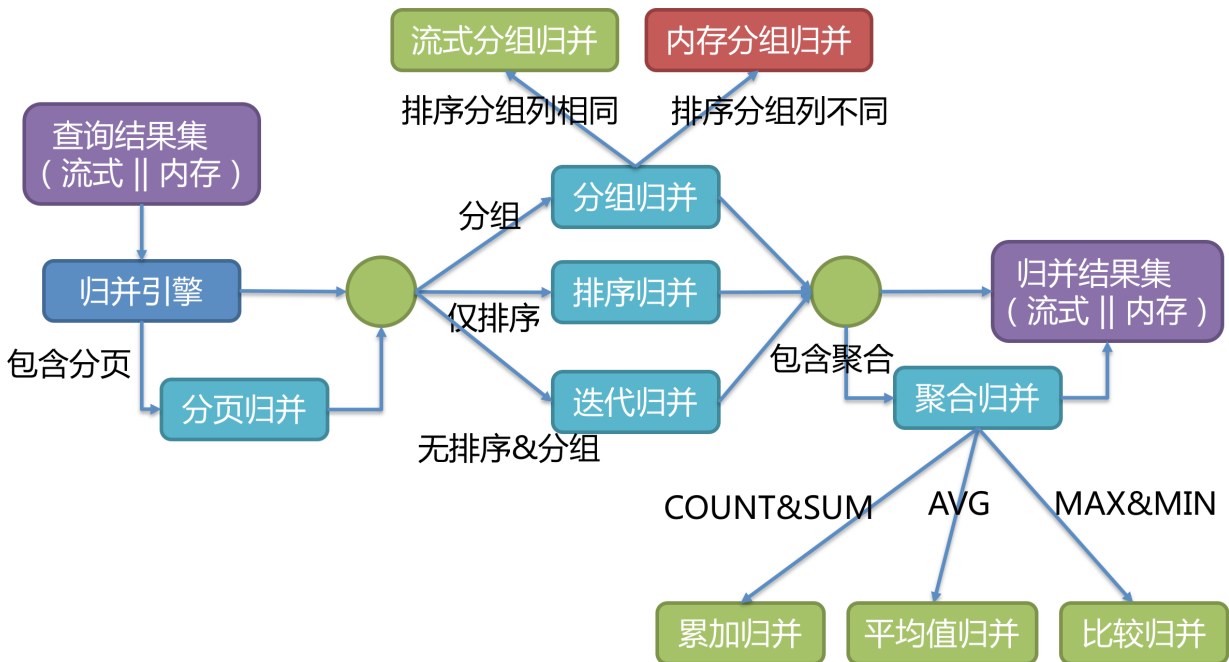 流式分组归并
内存分组归并
排序分组列相同
排序分组列不同
查询结果集
（流式 || 内存）
分组归并
分组
归并引擎
排序归并
仅排序
归并结果集
（流式 || 内存）
包含分页
分页归并
迭代归并
无排序&分组
包含聚合
聚合归并
COUNT&SUM
AVG
MAX&MIN
累加归并
平均值归并
比较归并